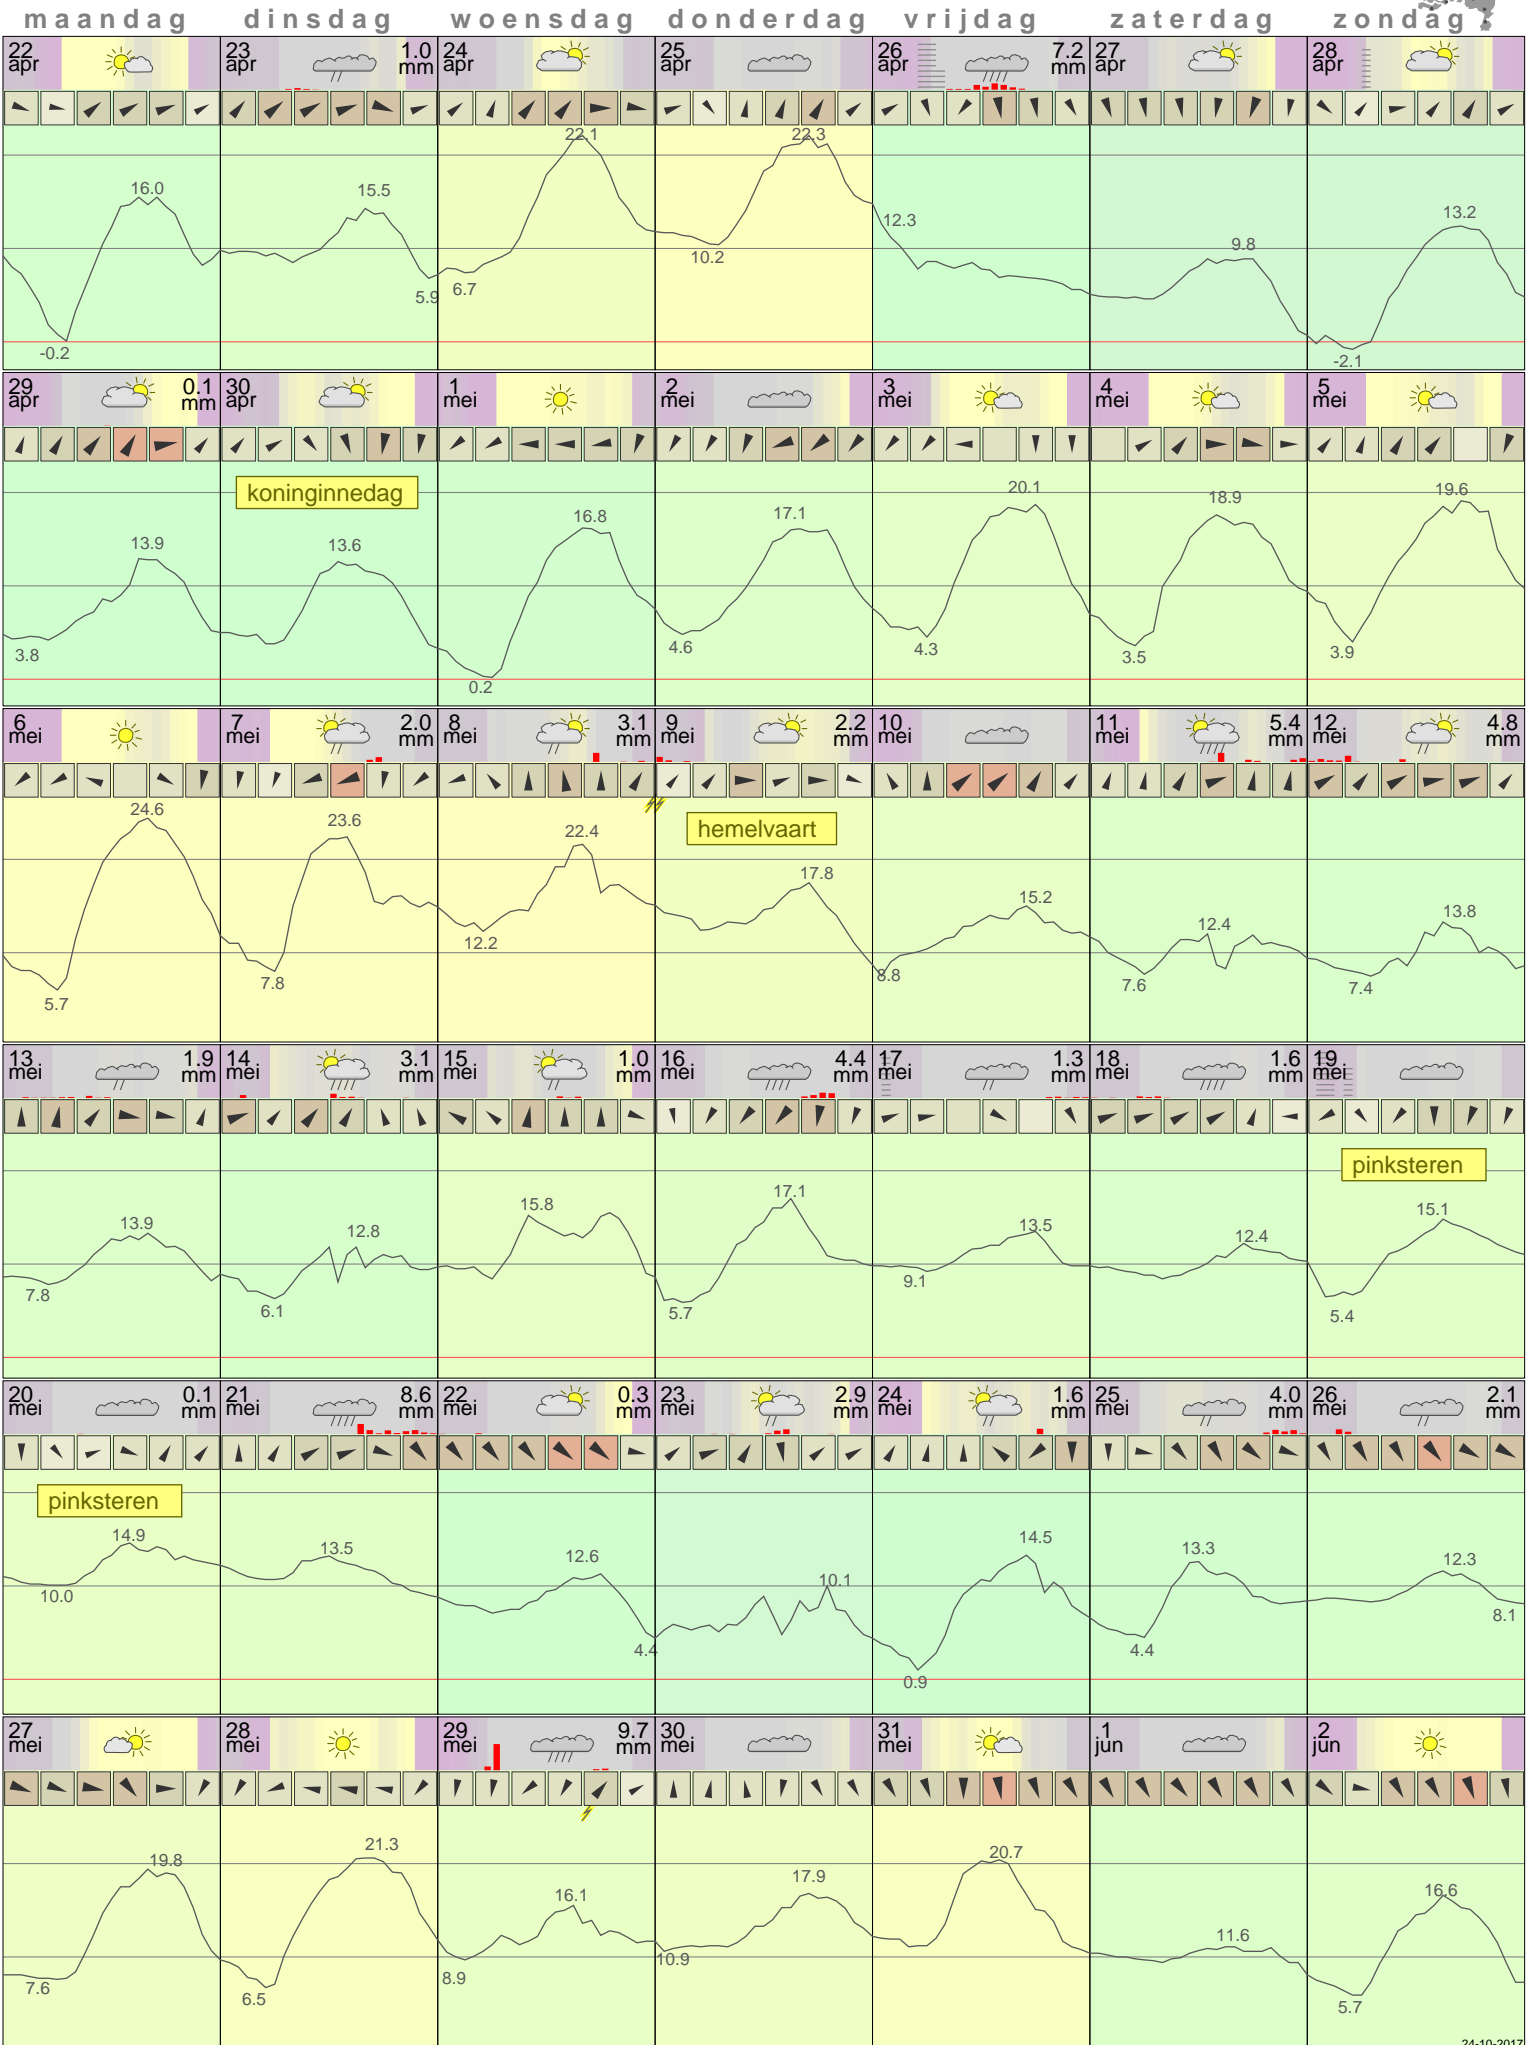 maandag dinsdag woensdag donderdag vrijdag zaterdag zondag
22 apr 23 apr 1.0 mm 24 apr 25 apr 26 apr 7.2 mm 27 apr 28 apr
16.0 -0.2 15.5 5.9 6.7 22.1 10.2 22.3 12.3 9.8 13.2 -2.1
29 apr 0.1 mm 30 apr 1 mei 2 mei 3 mei 4 mei 5 mei
koninginnedag
13.9 3.8 13.6 16.8 0.2 17.1 4.6 20.1 4.3 18.9 3.5 19.6 3.9
6 mei 7 mei 2.0 mm 8 mei 3.1 mm 9 mei 2.2 mm 10 mei 11 mei 5.4 mm 12 mei 4.8 mm
hemelvaart
24.6 5.7 23.6 7.8 22.4 12.2 17.8 8.8 15.2 12.4 7.6 13.8 7.4
13 mei 1.9 mm 14 mei 3.1 mm 15 mei 1.0 mm 16 mei 4.4 mm 17 mei 1.3 mm 18 mei 1.6 mm 19 mei
pinksteren
13.9 7.8 12.8 6.1 15.8 17.1 5.7 13.5 9.1 12.4 15.1 5.4
20 mei 0.1 mm 21 mei 8.6 mm 22 mei 0.3 mm 23 mei 2.9 mm 24 mei 1.6 mm 25 mei 4.0 mm 26 mei 2.1 mm
pinksteren
14.9 10.0 13.5 12.6 4.4 10.1 14.5 0.9 13.3 4.4 12.3 8.1
27 mei 28 mei 29 mei 9.7 mm 30 mei 31 mei 1 jun 2 jun
19.8 7.6 21.3 6.5 16.1 8.9 17.9 10.9 20.7 11.6 16.6 5.7
24-10-2017